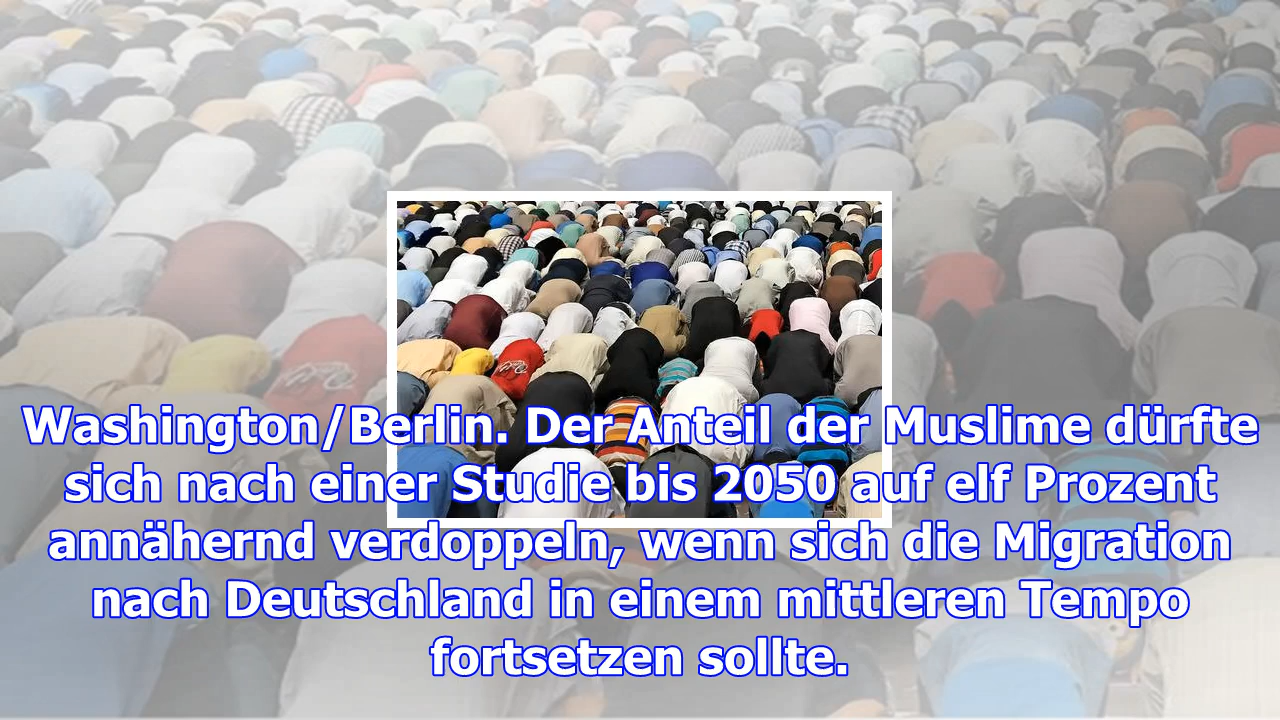 Washington/Berlin. Der Anteil der Muslime dürfte
sich nach einer Studie bis 2050 auf elf Prozent
annähernd verdoppeln, wenn sich die Migration
nach Deutschland in einem mittleren Tempo
fortsetzen sollte.